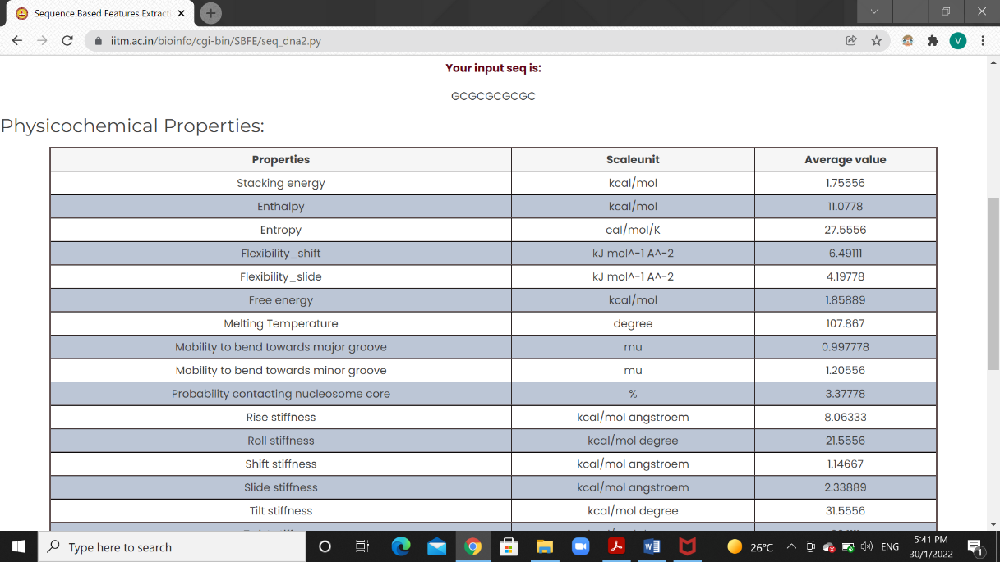 Sequence Based Features Extract
iitm.ac.in/bioinfo/cgi-bin/SBFE/seq_dna2.py
V
Your input seq is:
GCGCGCGCGC
Physicochemical Properties:
Properties Scaleunit Average value
Stacking energy kcal/mol 1.75556
Enthalpy kcal/mol 11.0778
Entropy cal/mol/K 27.5556
Flexibility_shift kJ mol^-1 A^-2 6.49111
Flexibility_slide kJ mol^-1 A^-2 4.19778
Free energy kcal/mol 1.85889
Melting Temperature degree 107.867
Mobility to bend towards major groove mu 0.997778
Mobility to bend towards minor groove mu 1.20556
Probability contacting nucleosome core % 3.37778
Rise stiffness kcal/mol angstroem 8.06333
Roll stiffness kcal/mol degree 21.5556
Shift stiffness kcal/mol angstroem 1.14667
Slide stiffness kcal/mol angstroem 2.33889
Tilt stiffness kcal/mol degree 31.5556
Type here to search
26°C
ENG
5:41 PM
30/1/2022
1